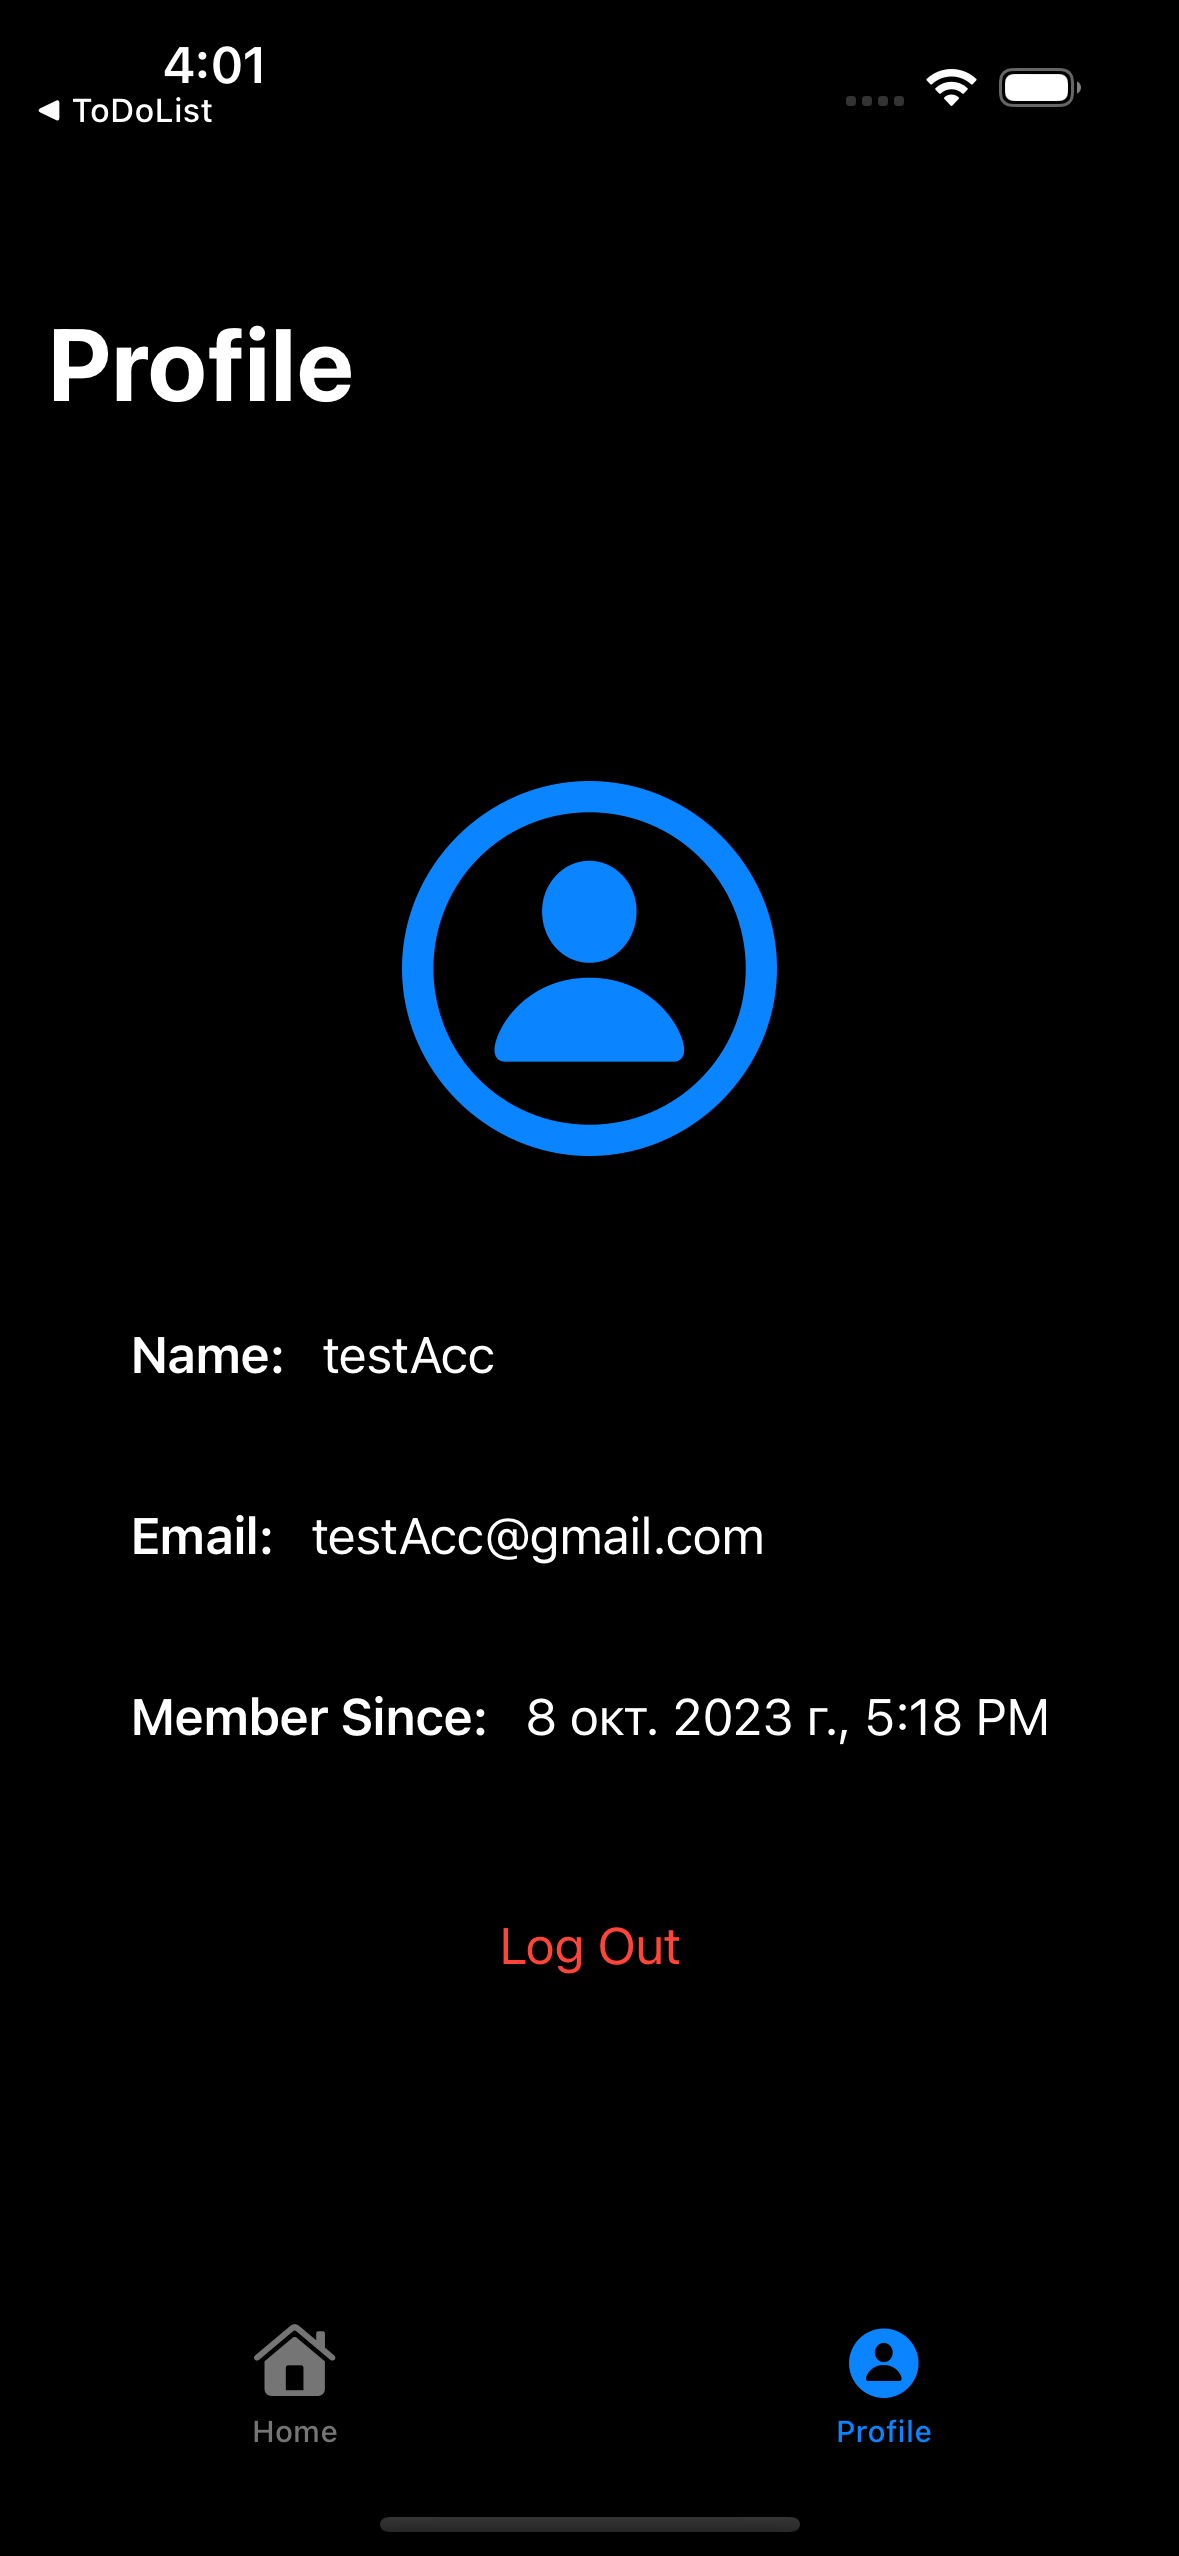 4:01
ToDoList
Profile
Name: testAcc
Email: testAcc@gmail.com
Member Since: 8 окт. 2023 г., 5:18 PM
Log Out
Home
Profile